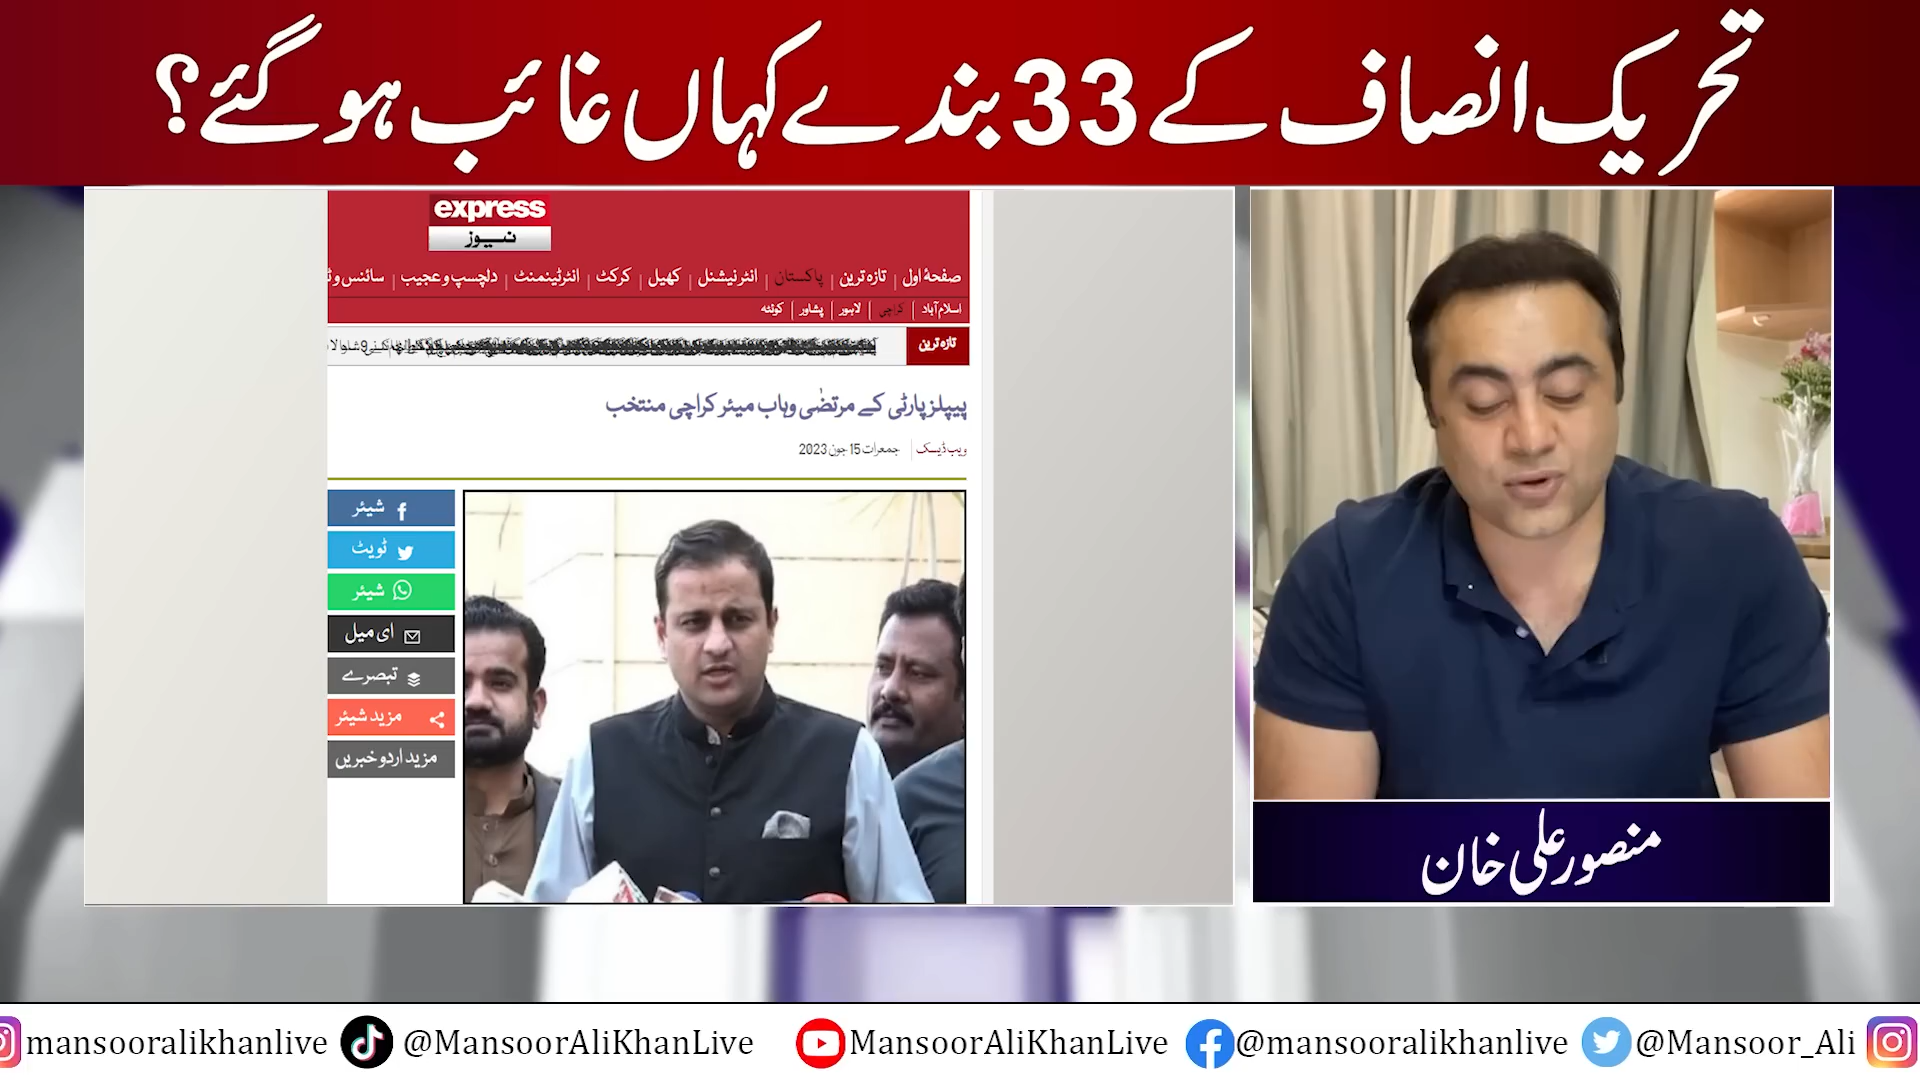 تحریک انصاف کے 33 بندے کہاں غائب ہو گئے؟
express
نیوز
صفحۂ اول | تازہ ترین | پاکستان | انٹر نیشنل | کھیل | کرکٹ | انٹرٹینمنٹ | دلچسپ و عجیب | سائنس و
اسلام آباد | کراچی | لاہور | پشاور | کوئٹہ
تازہ ترین
پیپلز پارٹی کے مرتضیٰ وہاب میئر کراچی منتخب
ویب ڈیسک | جمعرات 15 جون 2023
شیئر
ٹویٹ
شیئر
ای میل
تبصرے
مزید شیئر
مزید اردو خبریں
منصور علی خان
mansooralikhanlive @MansoorAliKhanLive MansoorAliKhanLive @mansooralikhanlive @Mansoor_Ali